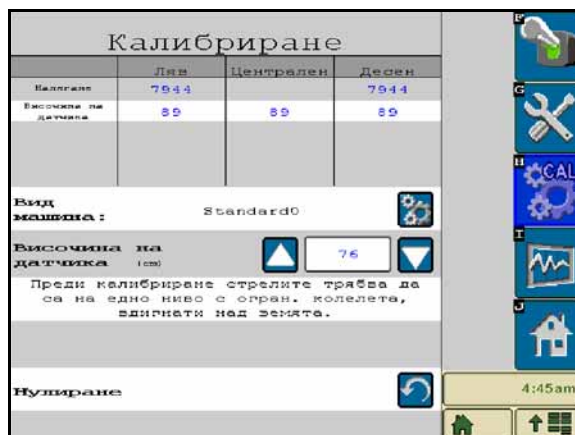 Калибриране
Ляв Централен Десен
7944 7944
Височина на
датчика 89 89 89
Вид
машина: Standard0
Височина на
датчика (cm) 76
Преди калибриране стрелите трябва да
са на едно ниво с огран. колелета,
вдигнати над земята.
Нулиране
F
G
H
CAL
I
J
4:45am